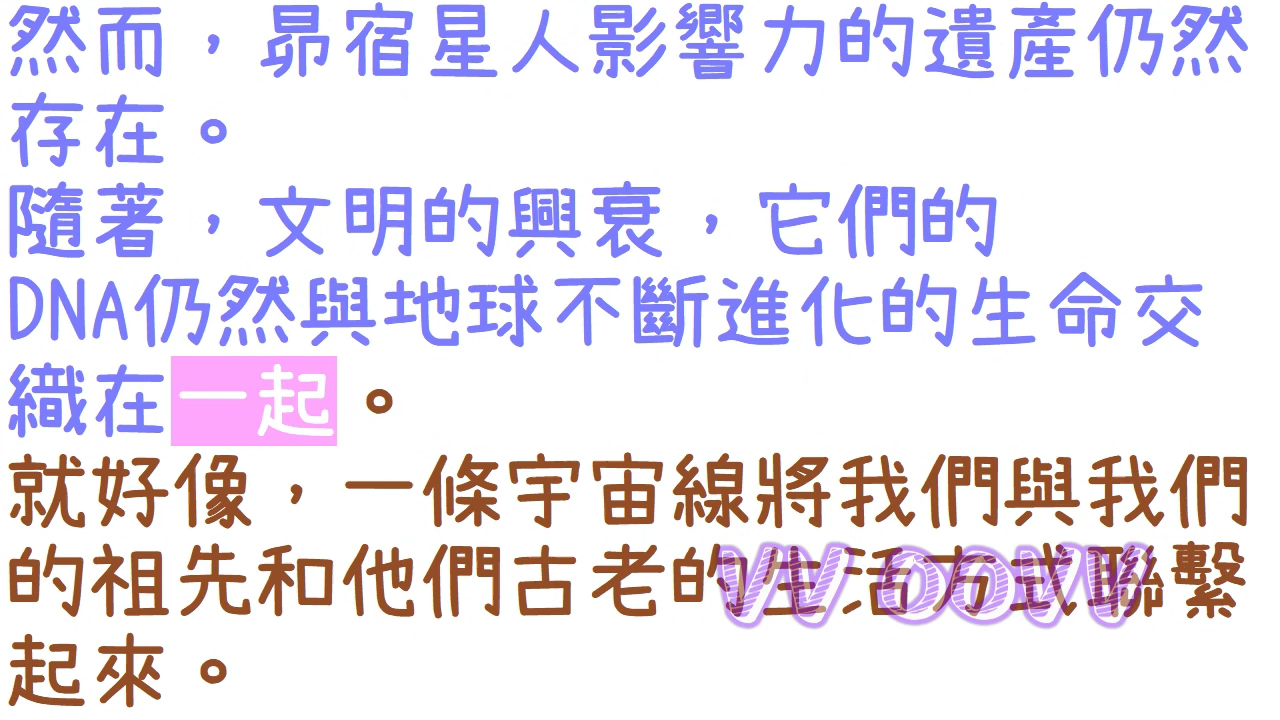 然而，昴宿星人影響力的遺產仍然
存在。
隨著，文明的興衰，它們的
DNA仍然與地球不斷進化的生命交
織在一起。
就好像，一條宇宙線將我們與我們
的祖先和他們古老的生活方式聯繫
起來。
VV OOVV